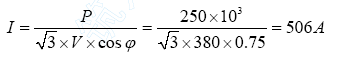 I = P / (√3 × V × cos φ) = 250 × 10³ / (√3 × 380 × 0.75) = 506A